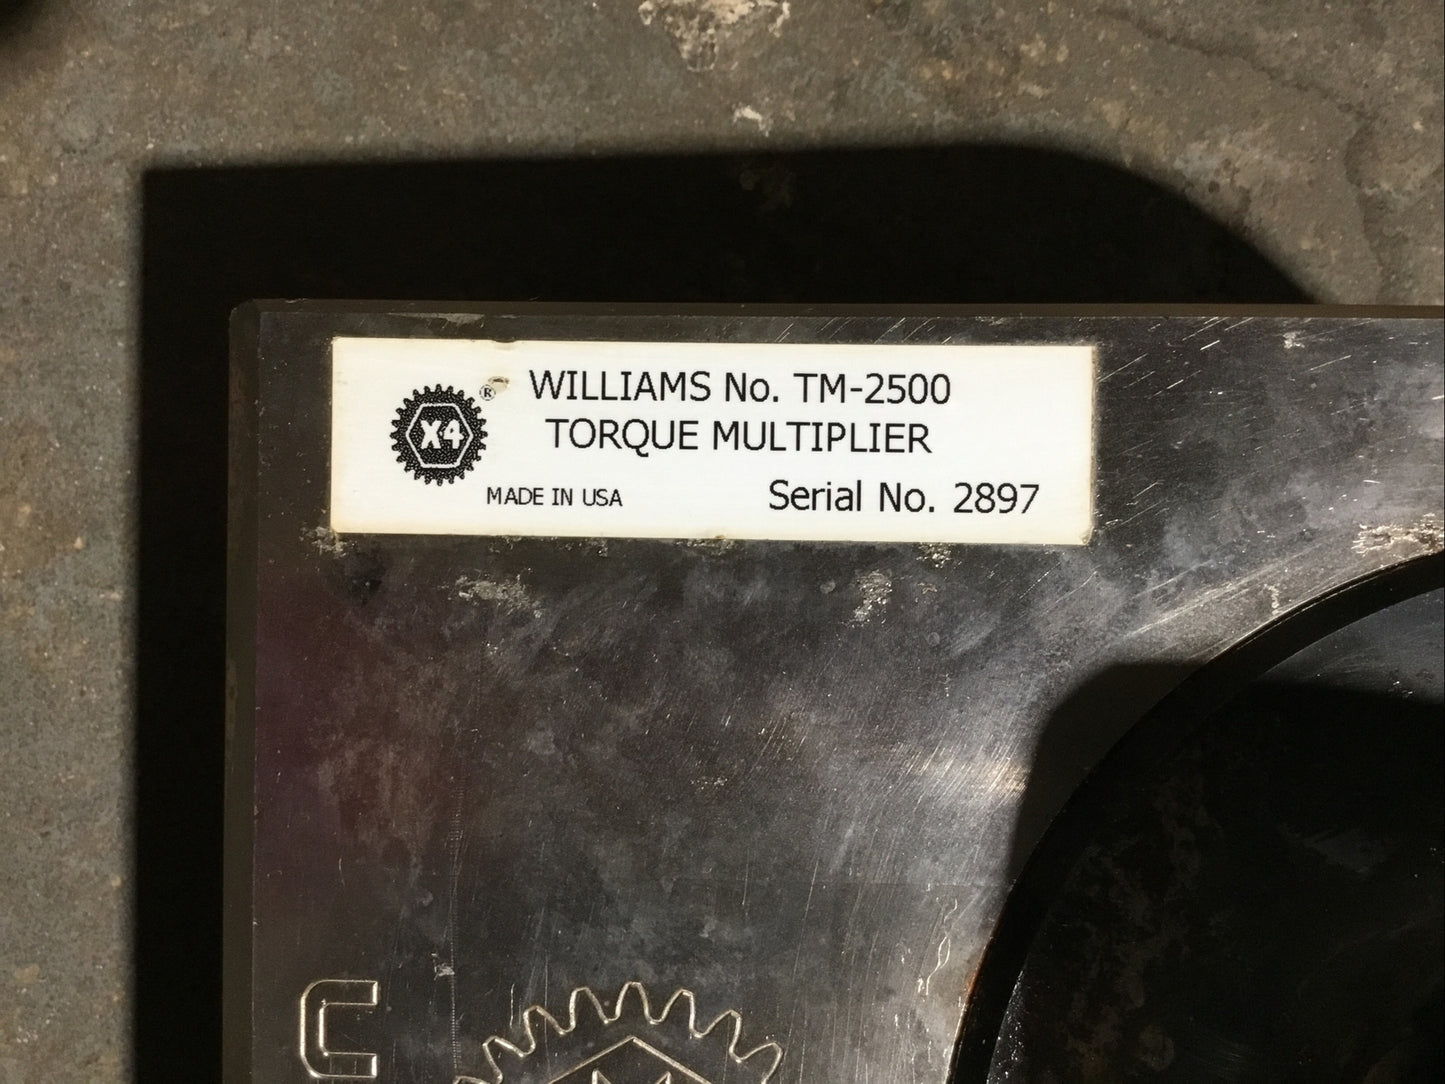 WILLIAMS No. TM-2500
TORQUE MULTIPLIER
X4 ®
MADE IN USA
Serial No. 2897
C